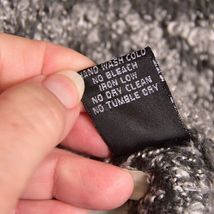 HAND WASH COLD
NO BLEACH
IRON LOW
NO DRY CLEAN
NO TUMBLE DRY